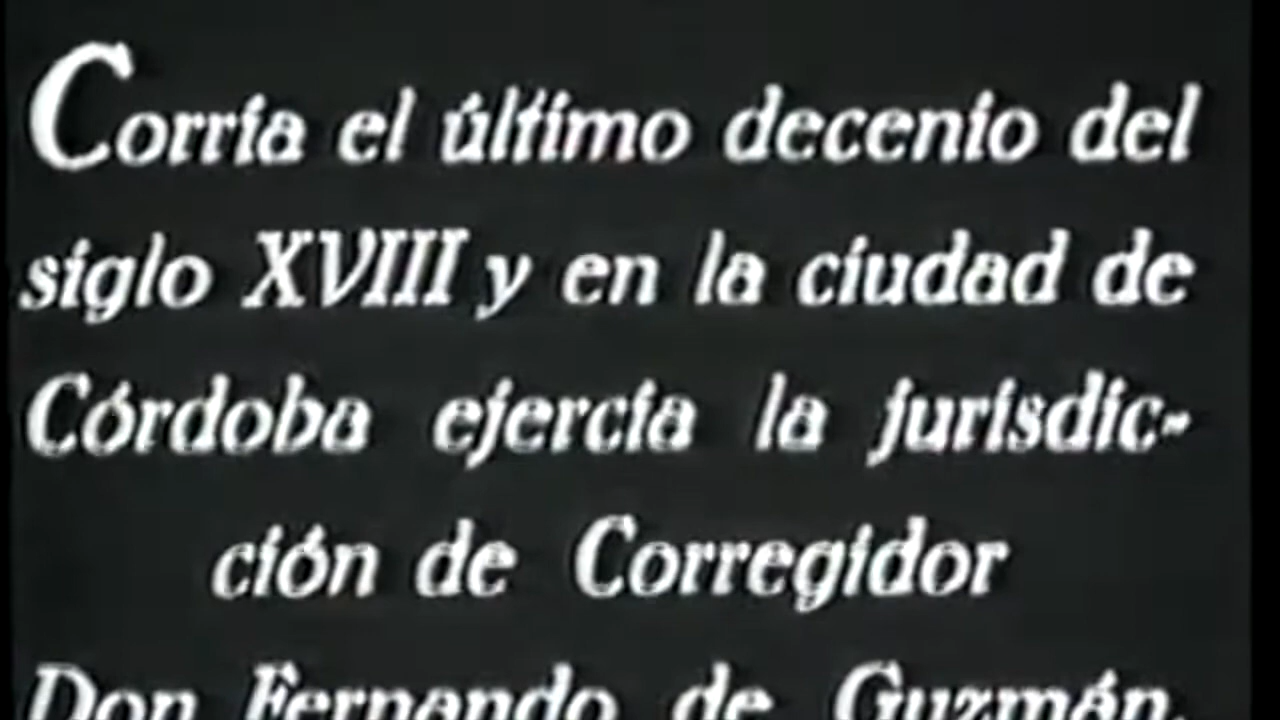 Corría el último decenio del
siglo XVIII y en la ciudad de
Córdoba ejercía la jurisdic-
ción de Corregidor
Don Fernando de Guzmán,